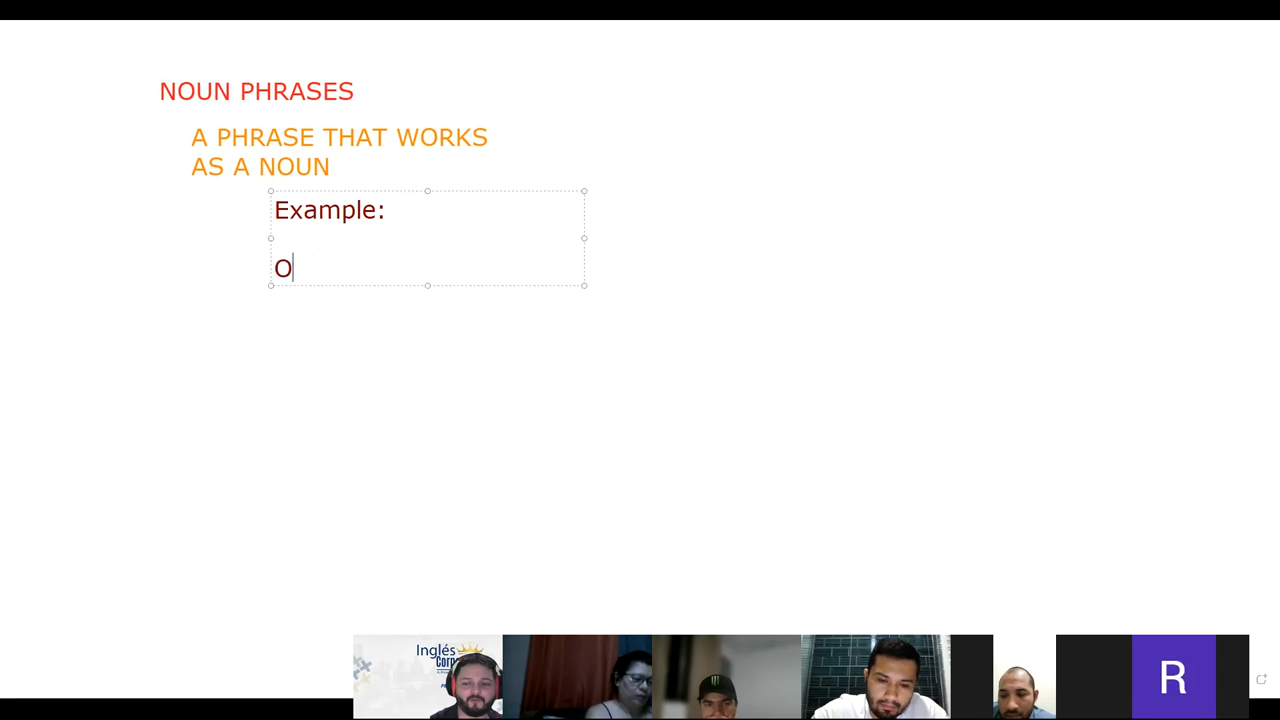 NOUN PHRASES
A PHRASE THAT WORKS
AS A NOUN
Example:
O
Inglés
R